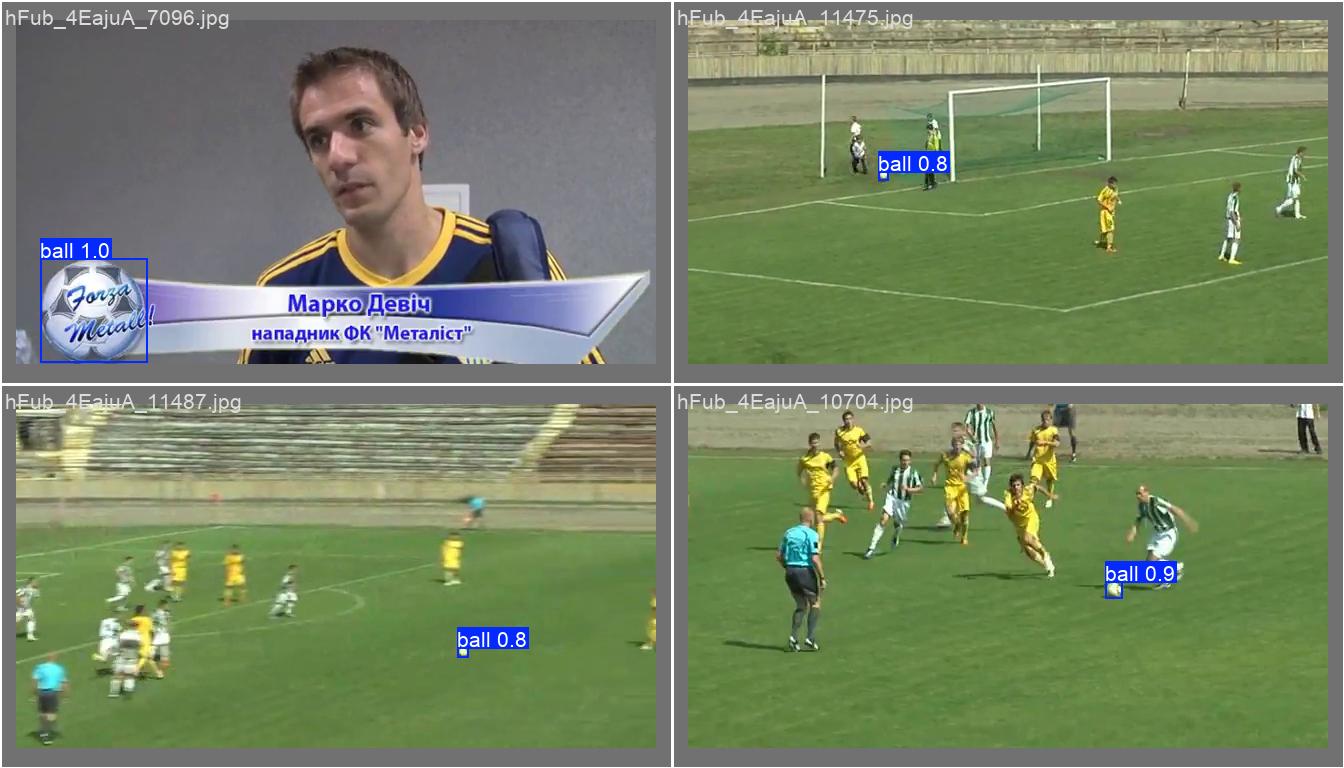 hFub_4EajuA_7096.jpg
ball 1.0
Forza
Metall!
Марко Девіч
нападник ФК "Металіст"
hFub_4EajuA_11475.jpg
ball 0.8
hFub_4EajuA_11487.jpg
ball 0.8
hFub_4EajuA_10704.jpg
ball 0.9